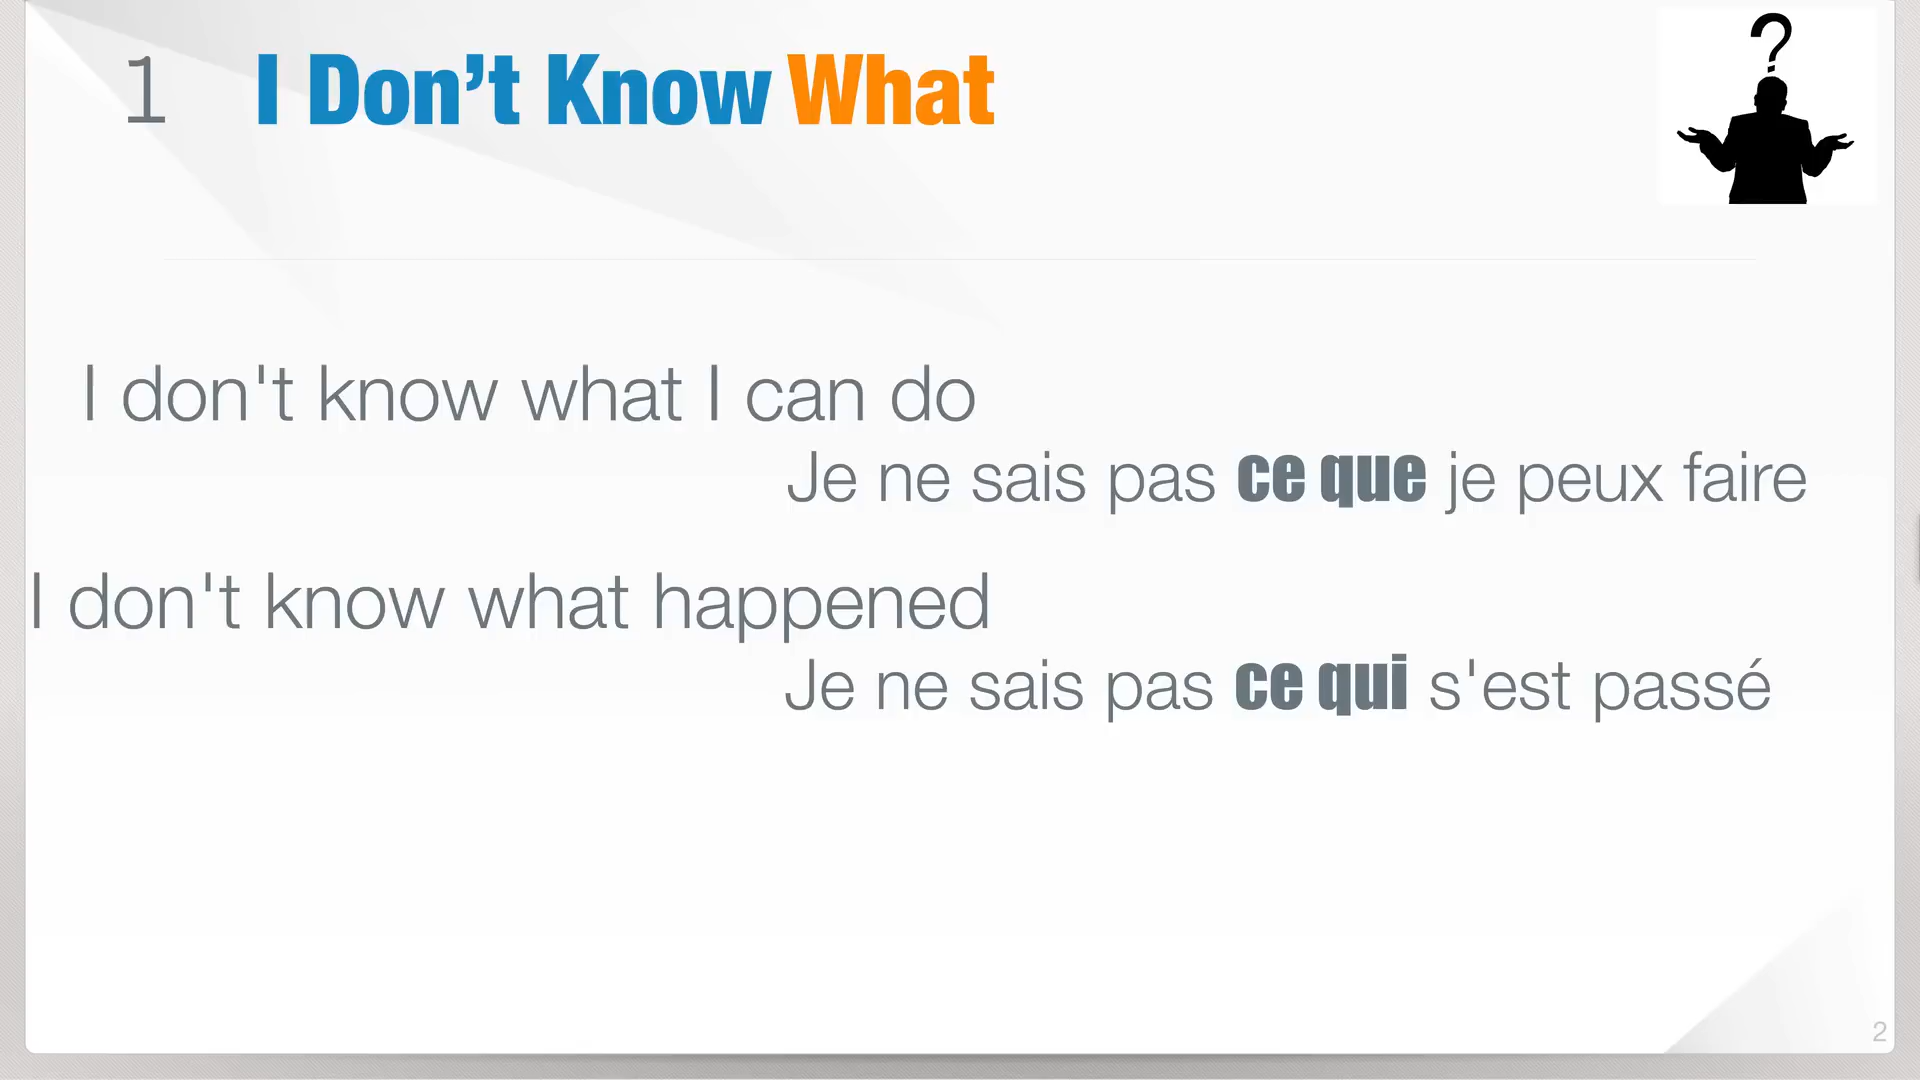 1 I Don’t Know What
?
I don't know what I can do
Je ne sais pas ce que je peux faire
I don't know what happened
Je ne sais pas ce qui s'est passé
2